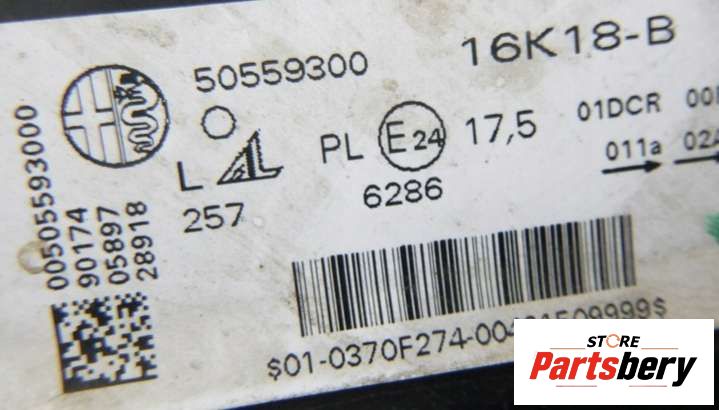 50559300
16K18-B
L
PL
E24
17,5
01DCR
011a
257
6286
00505593000
90174
05897
28918
STORE
Partsbery